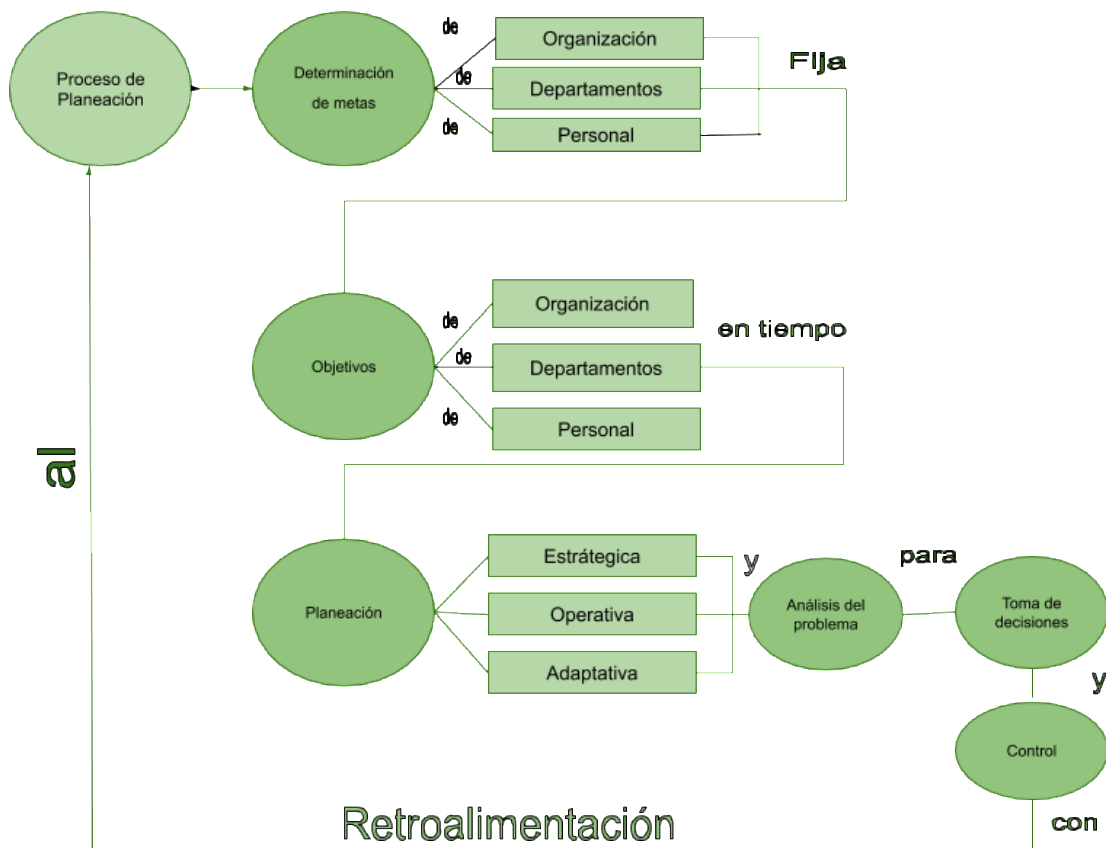 Proceso de
Planeación
Determinación
de metas
de
Organización
de
Departamentos
de
Personal
FIja
Objetivos
de
Organización
de
Departamentos
de
Personal
en tiempo
Planeación
Estrátegica
Operativa
Adaptativa
y
Análisis del
problema
para
Toma de
decisiones
y
Control
con
Retroalimentación
al